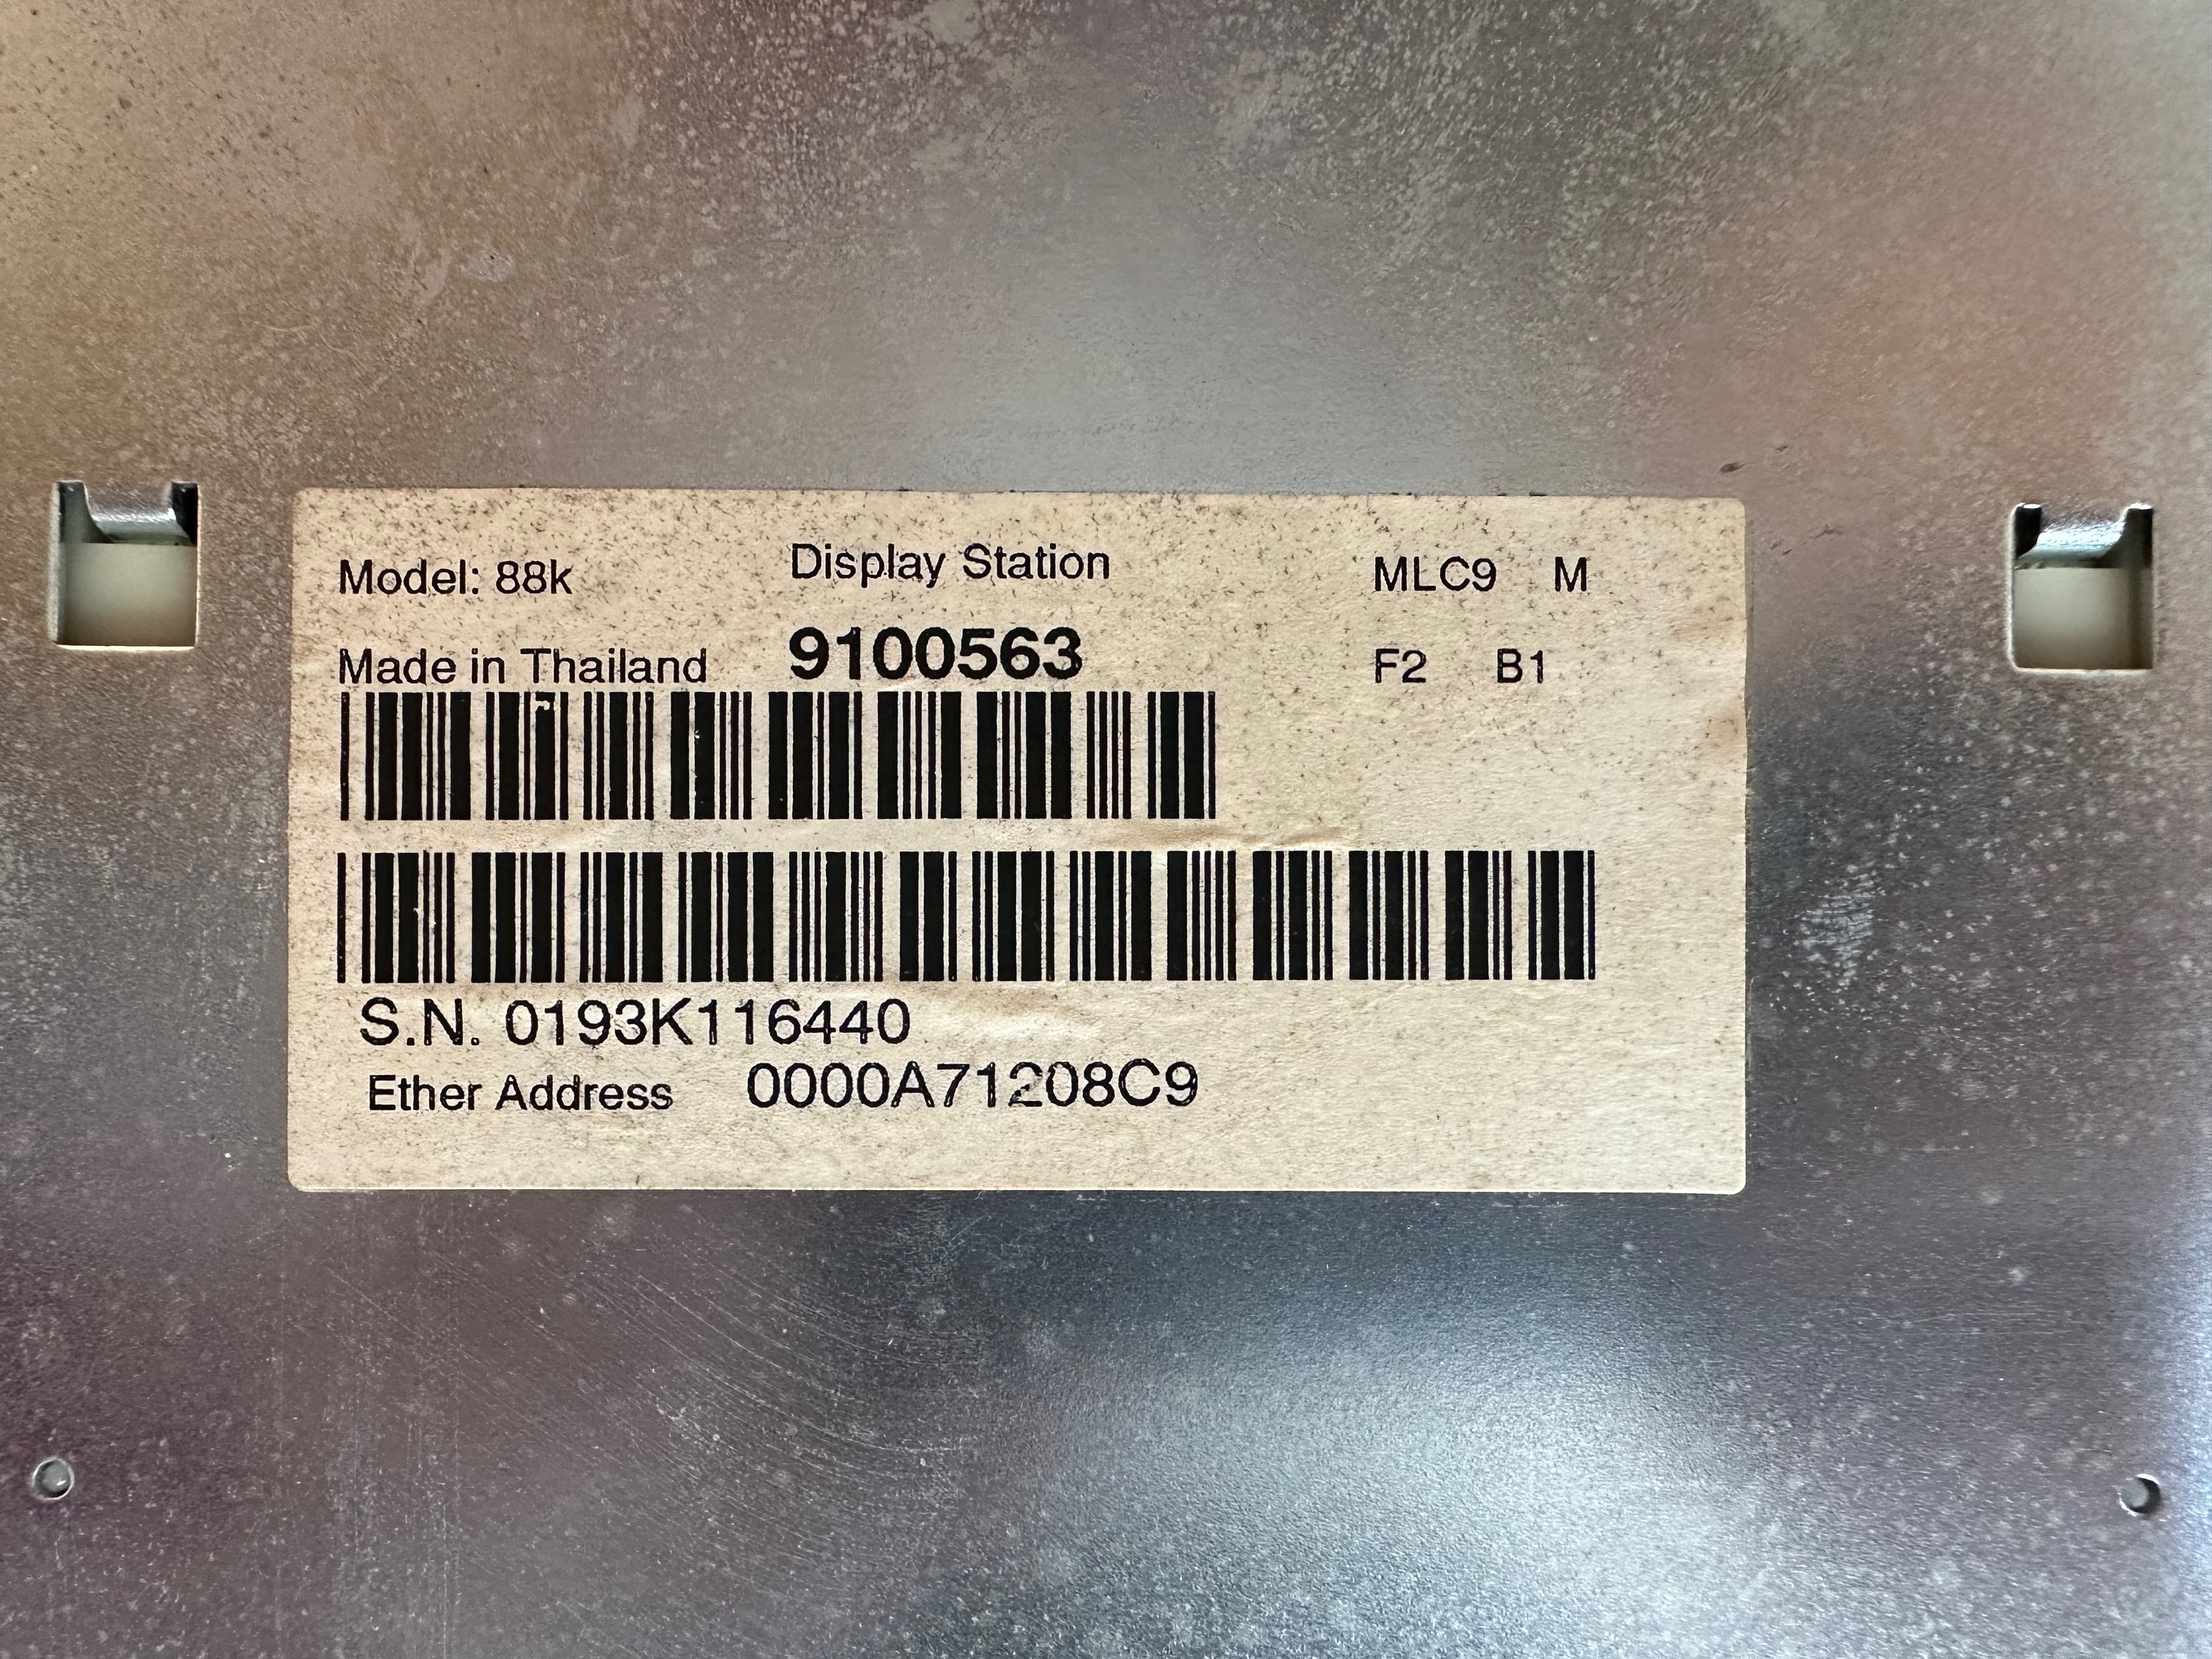 Model: 88k Display Station MLC9 M
Made in Thailand 9100563 F2 B1
S.N. 0193K116440
Ether Address 0000A71208C9